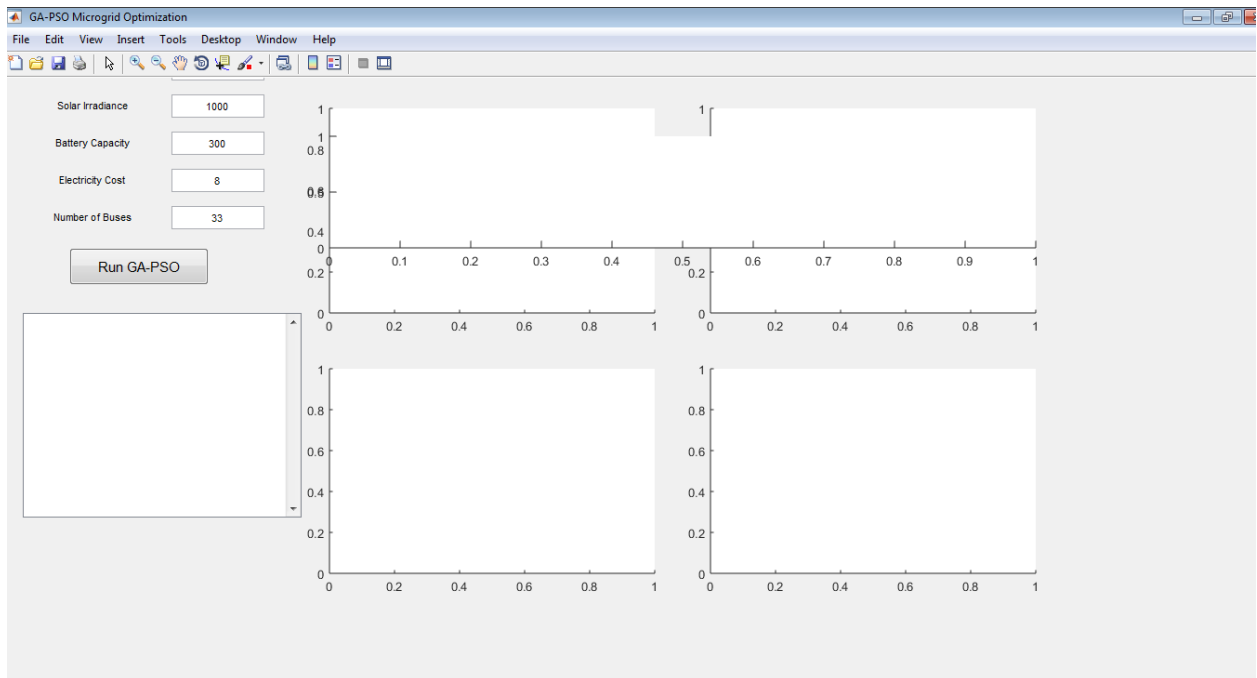 GA-PSO Microgrid Optimization
File Edit View Insert Tools Desktop Window Help
Solar Irradiance 1000
Battery Capacity 300
Electricity Cost 8
Number of Buses 33
Run GA-PSO
1 1
1
0.8
0.4
0
0 0.1 0.2 0.3 0.4 0.5 0.6 0.7 0.8 0.9 1
0.2 0.2
0 0
0 0.2 0.4 0.6 0.8 1 0 0.2 0.4 0.6 0.8 1
1 1
0.8 0.8
0.6 0.6
0.4 0.4
0.2 0.2
0 0
0 0.2 0.4 0.6 0.8 1 0 0.2 0.4 0.6 0.8 1